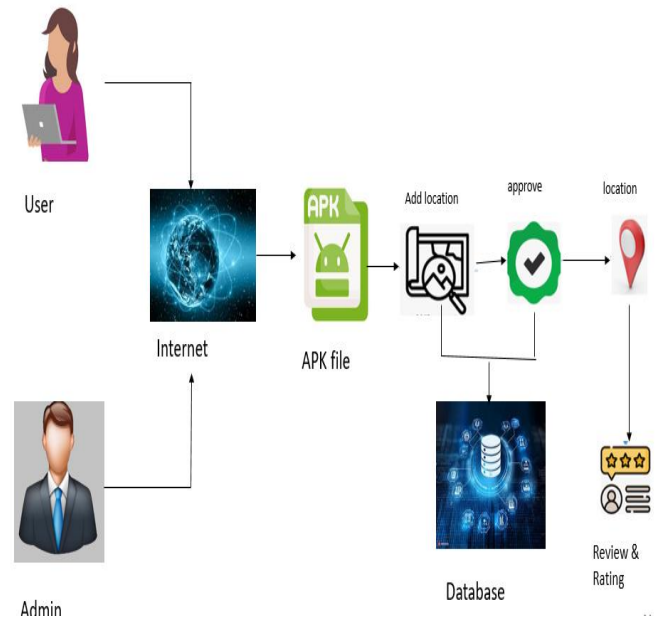 User
Internet
APK
APK file
Add location
approve
location
Database
Review &
Rating
Admin